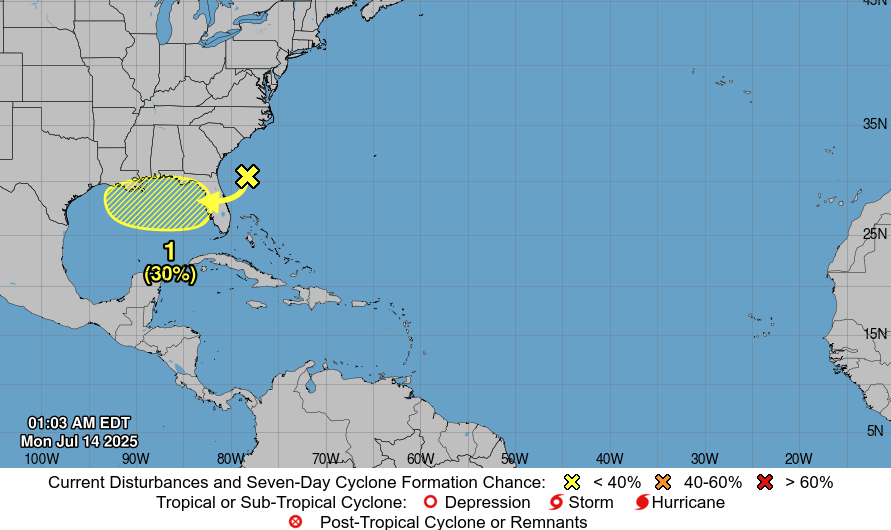 45N
35N
25N
15N
5N
1
(30%)
01:03 AM EDT
Mon Jul 14 2025
100W 90W 80W 70W 60W 50W 40W 30W 20W
Current Disturbances and Seven-Day Cyclone Formation Chance: < 40% 40-60% > 60%
Tropical or Sub-Tropical Cyclone: Depression Storm Hurricane
Post-Tropical Cyclone or Remnants